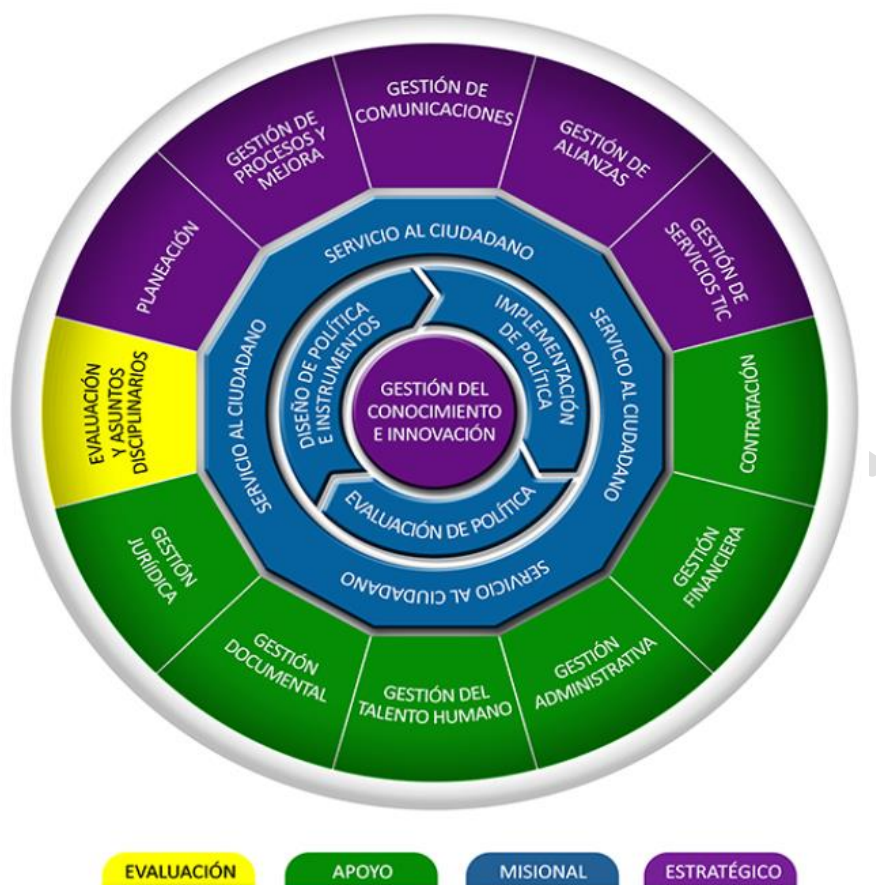 GESTIÓN DE
COMUNICACIONES
GESTIÓN DE
ALIANZAS
GESTIÓN DE
SERVICIOS TIC
CONTRATACIÓN
GESTIÓN
FINANCIERA
GESTIÓN
ADMINISTRATIVA
GESTIÓN DEL
TALENTO HUMANO
GESTIÓN
DOCUMENTAL
GESTIÓN
JURÍIDICA
EVALUACIÓN
Y ASUNTOS
DISCIPLINARIOS
PLANEACIÓN
GESTIÓN DE
PROCESOS Y
MEJORA
SERVICIO AL CIUDADANO
SERVICIO AL CIUDADANO
SERVICIO AL CIUDADANO
SERVICIO AL CIUDADANO
DISEÑO DE POLÍTICA
E INSTRUMENTOS
IMPLEMENTACIÓN
DE POLÍTICA
EVALUACIÓN DE POLÍTICA
GESTIÓN DEL
CONOCIMIENTO
E INNOVACIÓN
EVALUACIÓN
APOYO
MISIONAL
ESTRATÉGICO